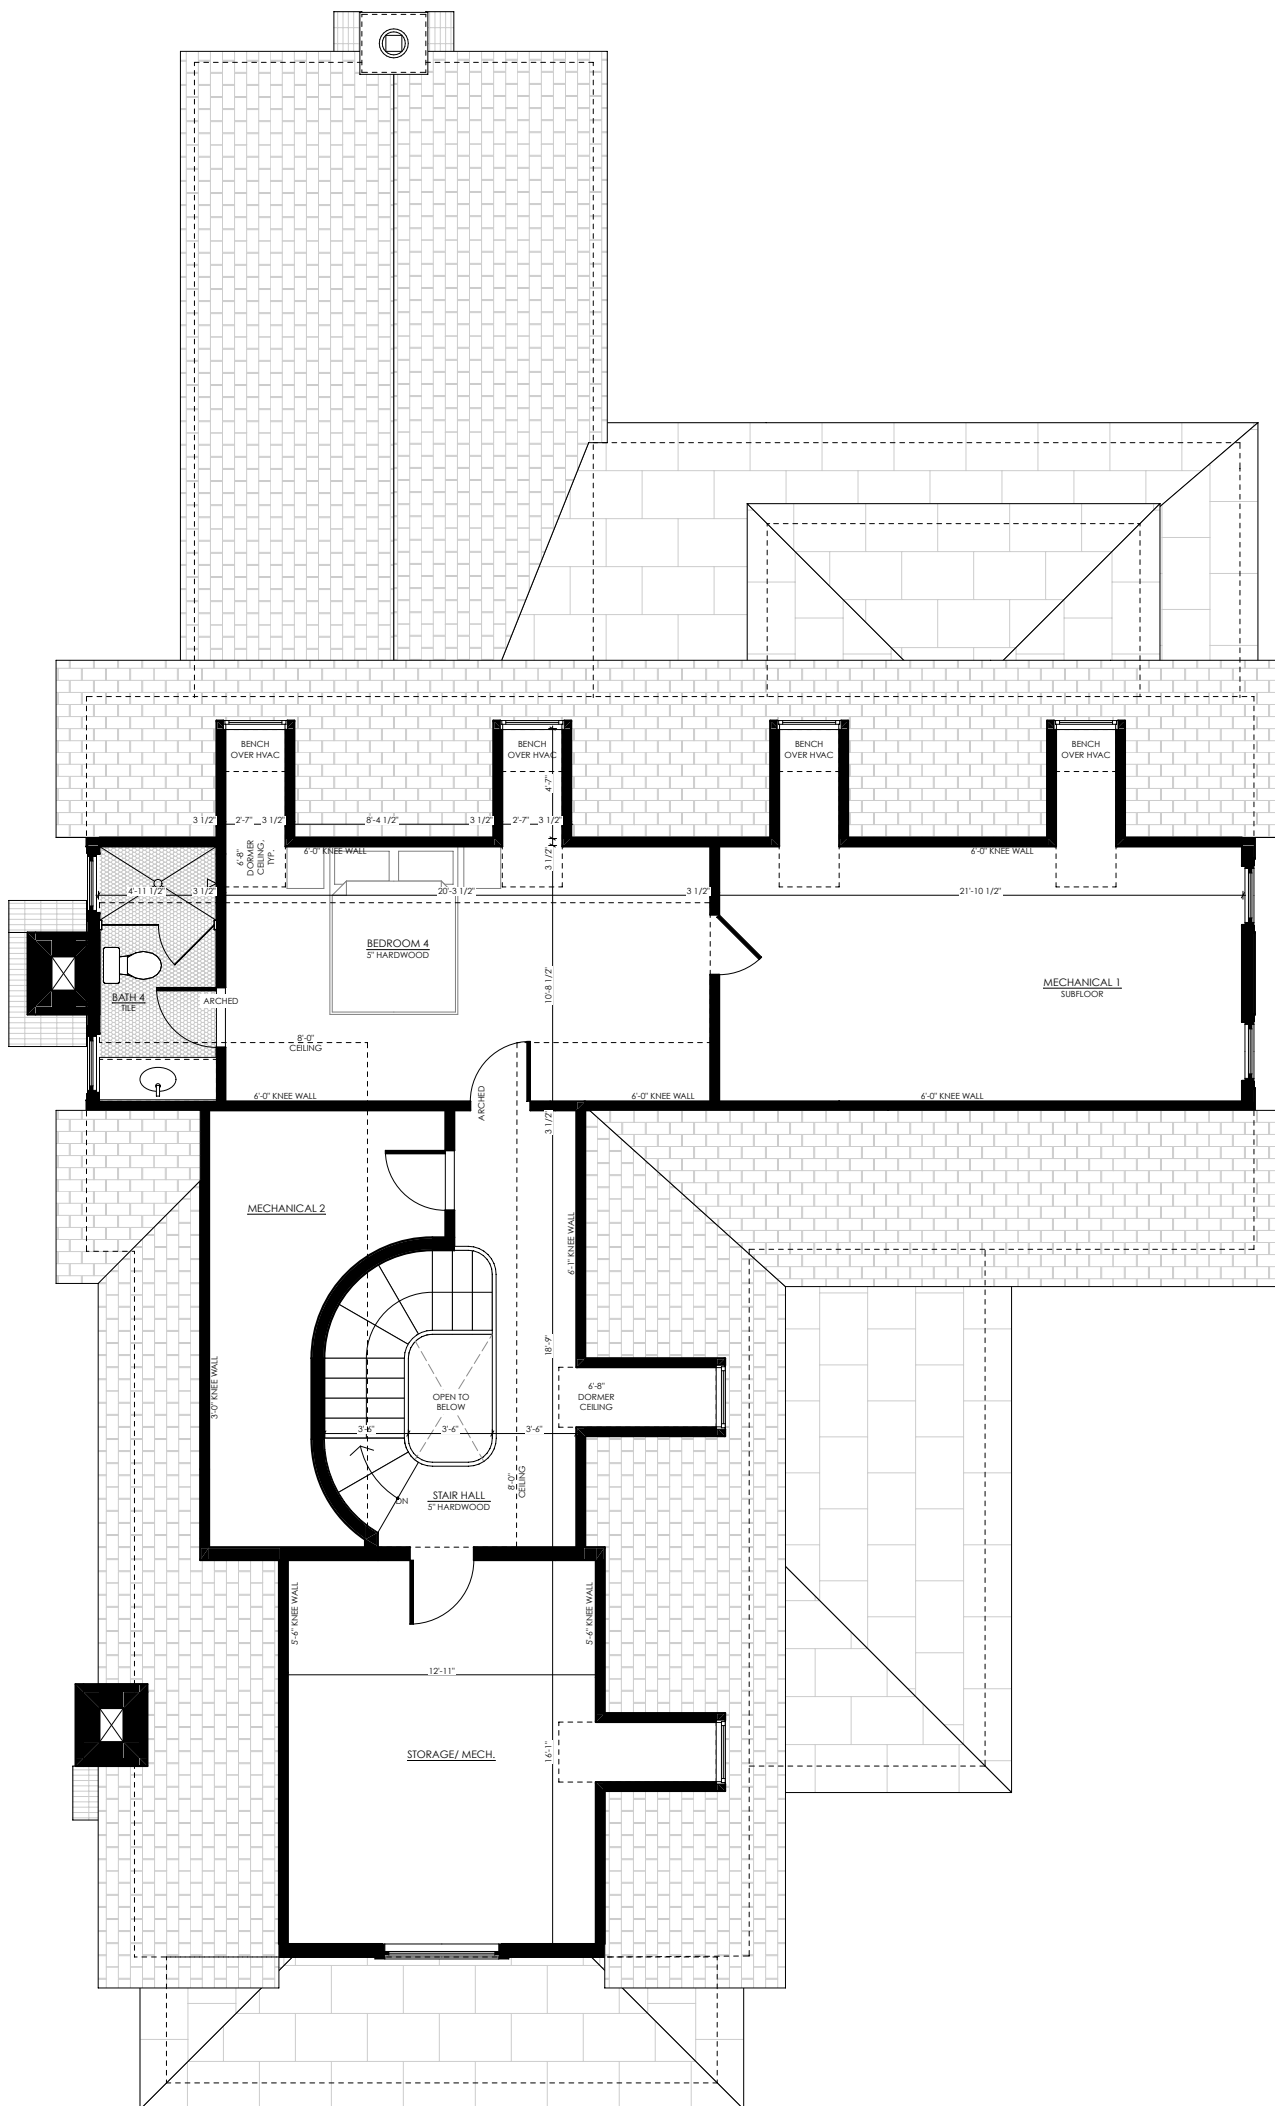 BENCH
OVER HVAC
BENCH
OVER HVAC
BENCH
OVER HVAC
BENCH
OVER HVAC
4'-7"
3 1/2"
2'-7"
3 1/2"
8'-4 1/2"
3 1/2"
2'-7"
3 1/2"
6'-8"
DORMER
CEILING,
TYP.
6'-0" KNEE WALL
3 1/2"
6'-0" KNEE WALL
4'-11 1/2"
3 1/2"
20'-3 1/2"
3 1/2"
21'-10 1/2"
BEDROOM 4
5" HARDWOOD
10'-8 1/2"
MECHANICAL 1
SUBFLOOR
BATH 4
TILE
ARCHED
8'-0"
CEILING
6'-0" KNEE WALL
ARCHED
6'-0" KNEE WALL
6'-0" KNEE WALL
3 1/2"
MECHANICAL 2
6'-1" KNEE WALL
18'-9"
3'-0" KNEE WALL
OPEN TO
BELOW
6'-8"
DORMER
CEILING
3'-6"
3'-6"
3'-6"
8'-0"
CEILING
DN
STAIR HALL
5" HARDWOOD
5'-6" KNEE WALL
5'-6" KNEE WALL
12'-11"
STORAGE/ MECH.
16'-1"